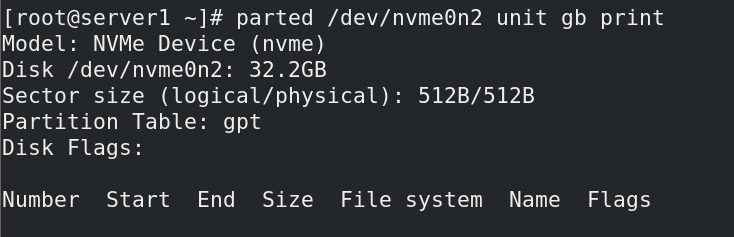 [root@server1 ~]# parted /dev/nvme0n2 unit gb print
Model: NVMe Device (nvme)
Disk /dev/nvme0n2: 32.2GB
Sector size (logical/physical): 512B/512B
Partition Table: gpt
Disk Flags:
Number  Start  End  Size  File system  Name  Flags